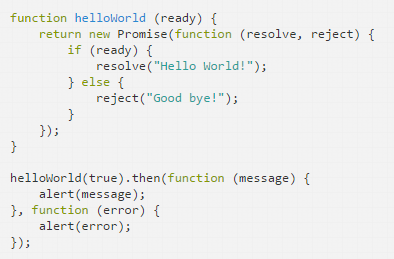 function helloWorld (ready) {
    return new Promise(function (resolve, reject) {
        if (ready) {
            resolve("Hello World!");
        } else {
            reject("Good bye!");
        }
    });
}

helloWorld(true).then(function (message) {
    alert(message);
}, function (error) {
    alert(error);
});